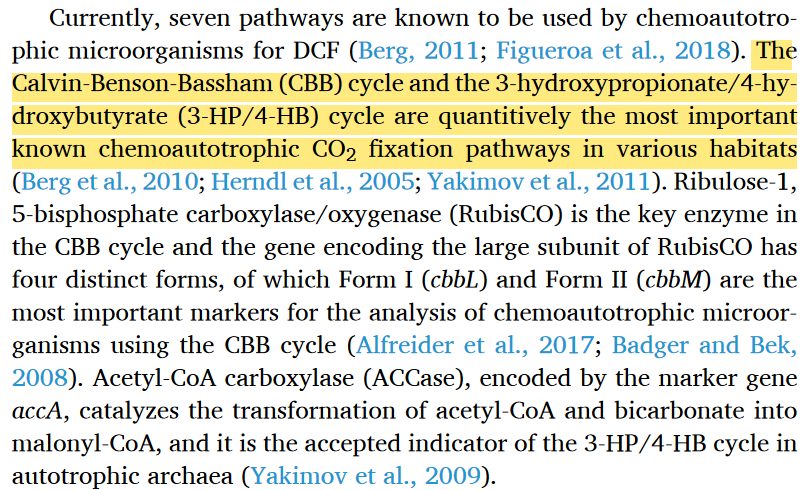 Currently, seven pathways are known to be used by chemoautotro-
phic microorganisms for DCF (Berg, 2011; Figueroa et al., 2018). The
Calvin-Benson-Bassham (CBB) cycle and the 3-hydroxypropionate/4-hy-
droxybutyrate (3-HP/4-HB) cycle are quantitively the most important
known chemoautotrophic CO₂ fixation pathways in various habitats
(Berg et al., 2010; Herndl et al., 2005; Yakimov et al., 2011). Ribulose-1,
5-bisphosphate carboxylase/oxygenase (RubisCO) is the key enzyme in
the CBB cycle and the gene encoding the large subunit of RubisCO has
four distinct forms, of which Form I (cbbL) and Form II (cbbM) are the
most important markers for the analysis of chemoautotrophic microor-
ganisms using the CBB cycle (Alfreider et al., 2017; Badger and Bek,
2008). Acetyl-CoA carboxylase (ACCase), encoded by the marker gene
accA, catalyzes the transformation of acetyl-CoA and bicarbonate into
malonyl-CoA, and it is the accepted indicator of the 3-HP/4-HB cycle in
autotrophic archaea (Yakimov et al., 2009).